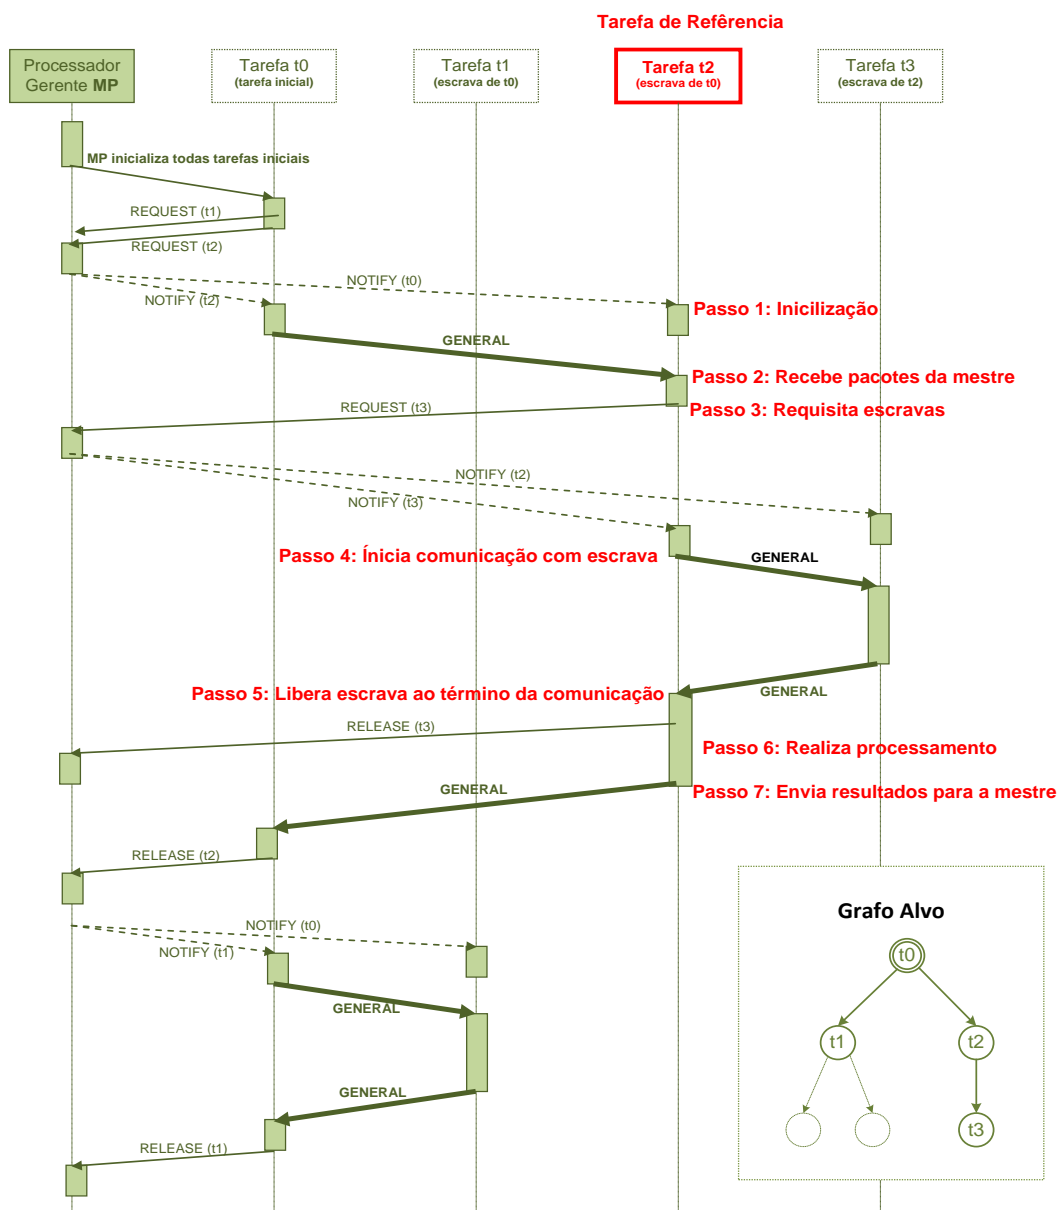 Tarefa de Refêrencia
Processador
Gerente MP
Tarefa t0
(tarefa inicial)
Tarefa t1
(escrava de t0)
Tarefa t2
(escrava de t0)
Tarefa t3
(escrava de t2)
MP inicializa todas tarefas iniciais
REQUEST (t1)
REQUEST (t2)
NOTIFY (t0)
NOTIFY (t2)
Passo 1: Inicilização
GENERAL
Passo 2: Recebe pacotes da mestre
REQUEST (t3)
Passo 3: Requisita escravas
NOTIFY (t2)
NOTIFY (t3)
Passo 4: Ínicia comunicação com escrava
GENERAL
Passo 5: Libera escrava ao término da comunicação
GENERAL
RELEASE (t3)
Passo 6: Realiza processamento
GENERAL
Passo 7: Envia resultados para a mestre
RELEASE (t2)
NOTIFY (t0)
NOTIFY (t1)
GENERAL
GENERAL
RELEASE (t1)
Grafo Alvo
t0
t1
t2
t3